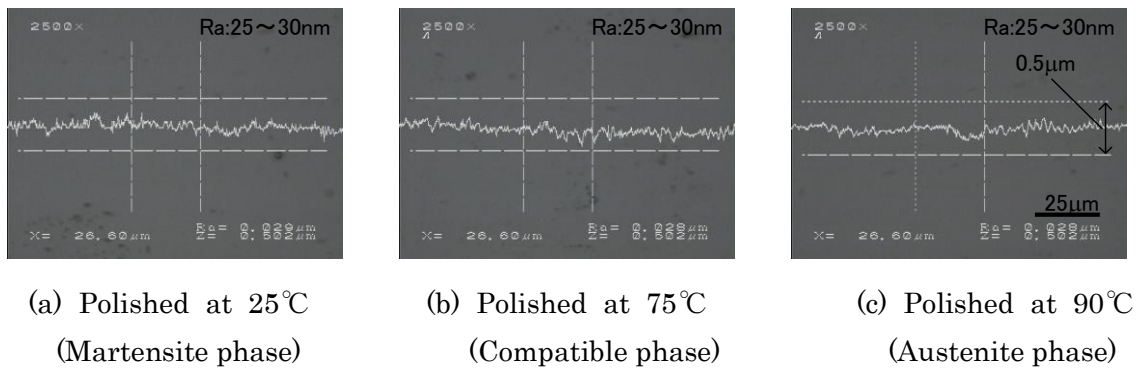 2500×
Ra:25～30nm
X= 26.60μm
2500×
Ra:25～30nm
X= 26.60μm
2500×
Ra:25～30nm
0.5μm
25μm
X= 26.60μm
(a) Polished at 25℃
(Martensite phase)
(b) Polished at 75℃
(Compatible phase)
(c) Polished at 90℃
(Austenite phase)